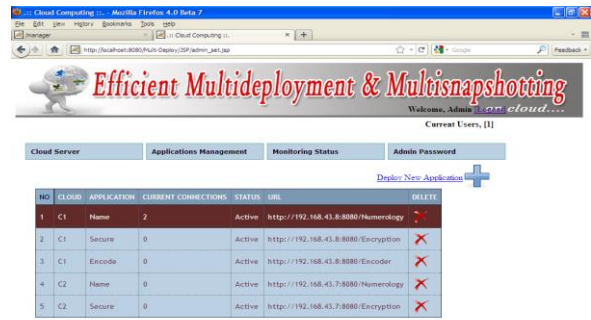 .:: Cloud Computing ::. - Mozilla Firefox 4.0 Beta 7
File Edit View History Bookmarks Tools Help
/manager .:: Cloud Computing ::.
http://localhost:8080/Multi-Deploy/JSP/admin_set.jsp Google Feedback
Efficient Multideployment & Multisnapshotting
Welcome, Admin [Logout] cloud....
Current Users, [1]
Cloud Server Applications Management Monitoring Status Admin Password
Deploy New Application
NO CLOUD APPLICATION CURRENT CONNECTIONS STATUS URL DELETE
1 C1 Name 2 Active http://192.168.43.8:8080/Numerology
2 C1 Secure 0 Active http://192.168.43.8:8080/Encryption
3 C1 Encode 0 Active http://192.168.43.8:8080/Encoder
4 C2 Name 0 Active http://192.168.43.7:8080/Numerology
5 C2 Secure 0 Active http://192.168.43.7:8080/Encryption